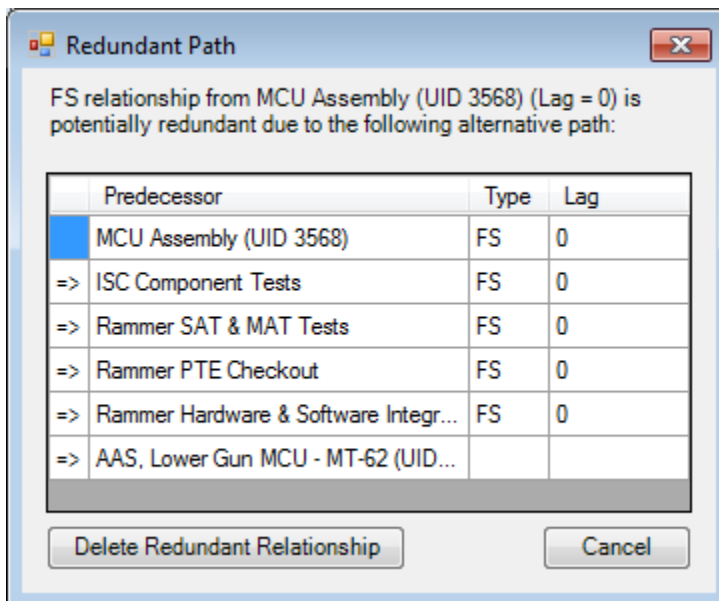 Redundant Path
FS relationship from MCU Assembly (UID 3568) (Lag = 0) is
potentially redundant due to the following alternative path:
Predecessor Type Lag
MCU Assembly (UID 3568) FS 0
=> ISC Component Tests FS 0
=> Rammer SAT & MAT Tests FS 0
=> Rammer PTE Checkout FS 0
=> Rammer Hardware & Software Integr... FS 0
=> AAS, Lower Gun MCU - MT-62 (UID...
Delete Redundant Relationship Cancel